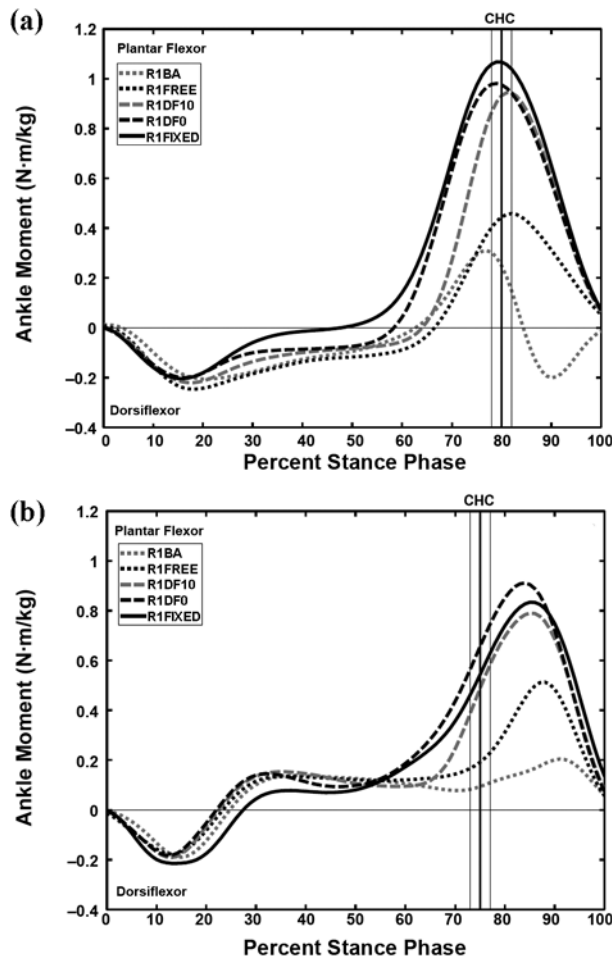 (a)
CHC
Plantar Flexor
R1BA
R1FREE
R1DF10
R1DF0
R1FIXED
Dorsiflexor
Ankle Moment (N·m/kg)
1.2
1
0.8
0.6
0.4
0.2
0
–0.2
–0.4
0 10 20 30 40 50 60 70 80 90 100
Percent Stance Phase
(b)
CHC
Plantar Flexor
R1BA
R1FREE
R1DF10
R1DF0
R1FIXED
Dorsiflexor
Ankle Moment (N·m/kg)
1.2
1
0.8
0.6
0.4
0.2
0
–0.2
–0.4
0 10 20 30 40 50 60 70 80 90 100
Percent Stance Phase